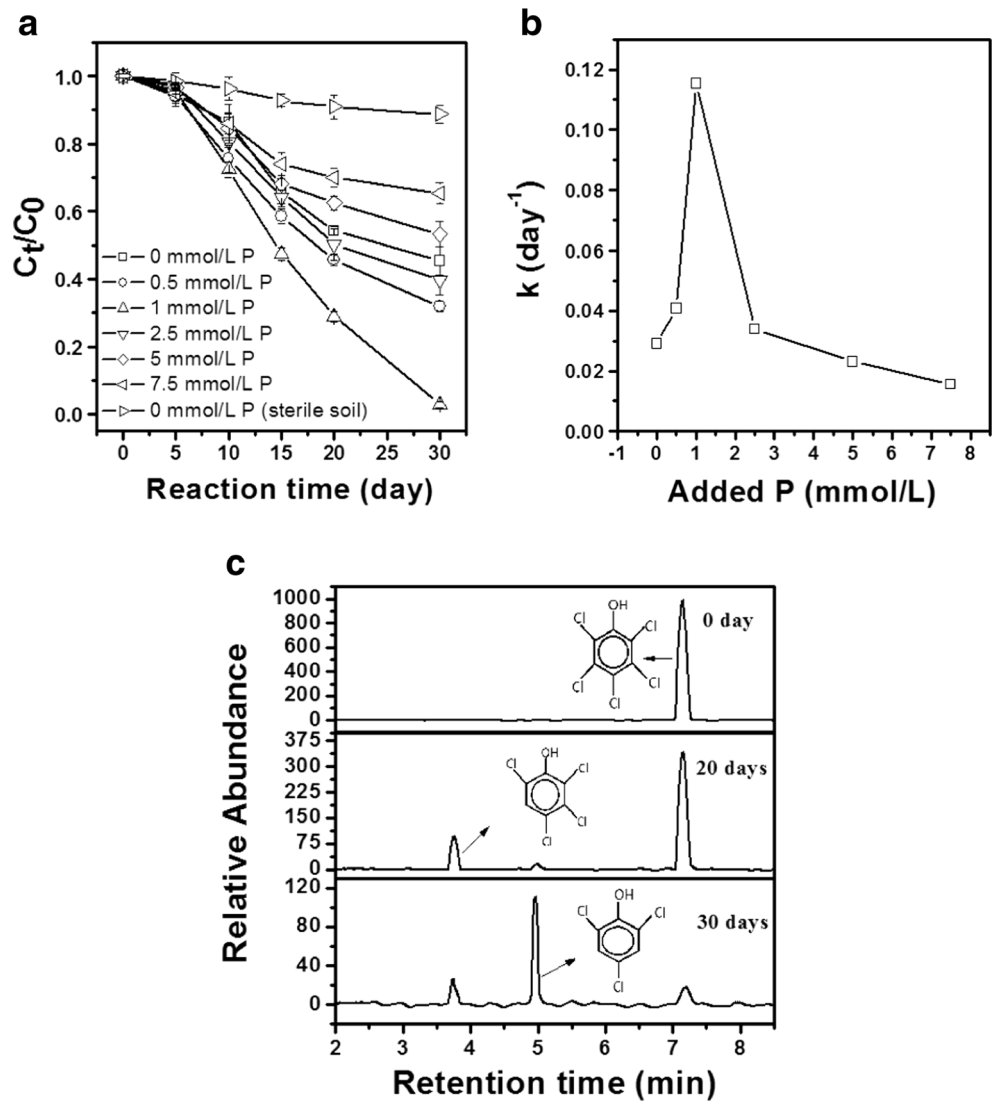 a
1.0
0.8
0.6
0.4
0.2
0.0
Ct/C0
0 mmol/L P
0.5 mmol/L P
1 mmol/L P
2.5 mmol/L P
5 mmol/L P
7.5 mmol/L P
0 mmol/L P (sterile soil)
0 5 10 15 20 25 30
Reaction time (day)
b
0.12
0.10
0.08
0.06
0.04
0.02
0.00
k (day-1)
-1 0 1 2 3 4 5 6 7 8
Added P (mmol/L)
c
Relative Abundance
1000
800
600
400
200
0
OH
Cl Cl
Cl Cl
Cl
0 day
375
300
225
150
75
0
OH
Cl Cl
Cl
Cl
20 days
120
80
40
0
OH
Cl Cl
Cl
30 days
2 3 4 5 6 7 8
Retention time (min)